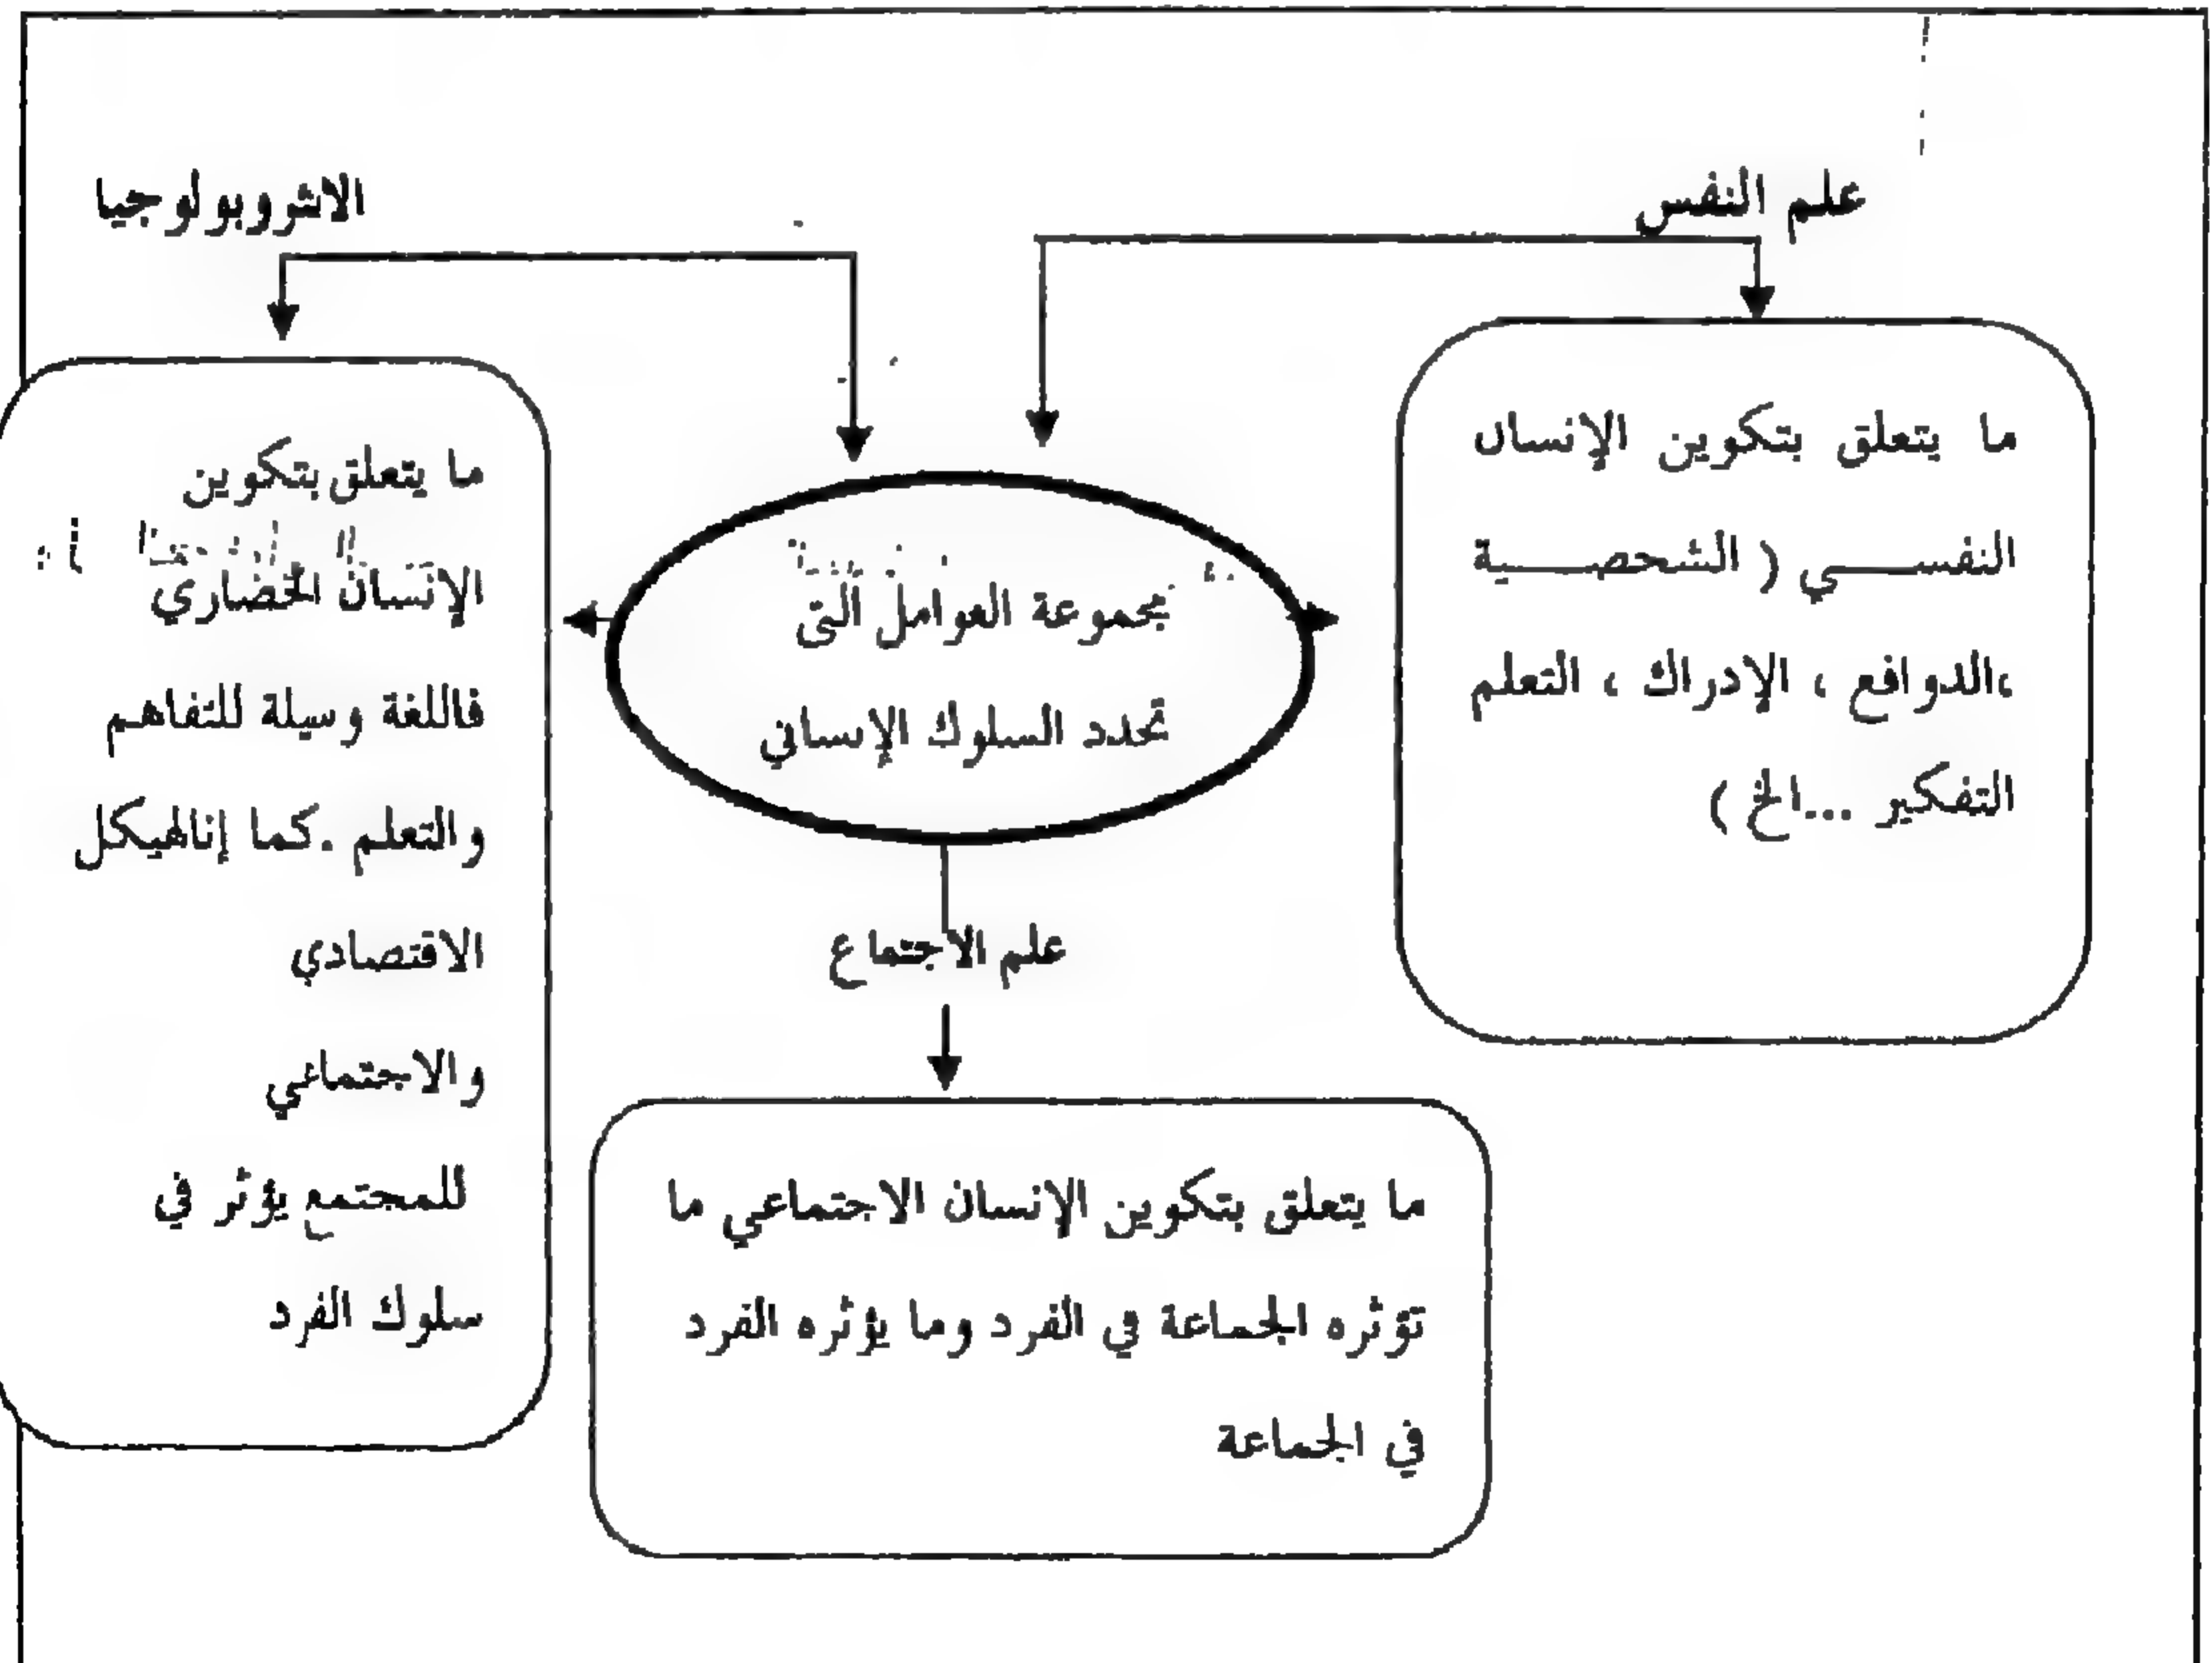 علم النفس
الانثروبولوجيا
ما يتعلق بتكوين الإنسان
النفسي ( الشخصية
،الدوافع ، الإدراك ، التعلم
التفكير ...الخ )
مجموعة العوامل التي
تحدد السلوك الإنساني
ما يتعلق بتكوين
الإنسان الحضاري
فاللغة وسيلة للتفاهم
والتعلم .كما إناهيكل
الاقتصادي
والاجتماعي
للمجتمع يؤثر في
سلوك الفرد
علم الاجتماع
ما يتعلق بتكوين الإنسان الاجتماعي ما
تؤثره الجماعة في الفرد وما يؤثره الفرد
في الجماعة